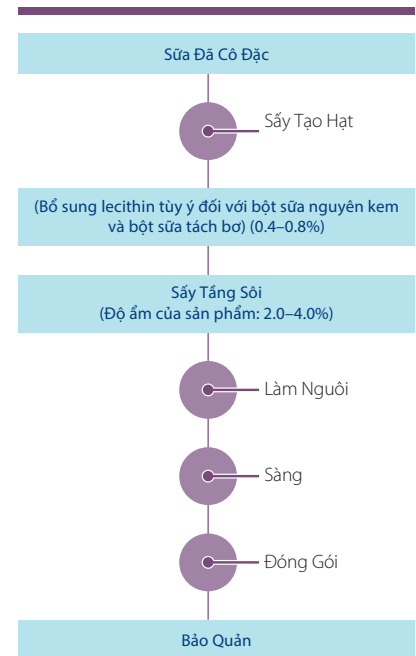 Sữa Đã Cô Đặc
Sấy Tạo Hạt
(Bổ sung lecithin tùy ý đối với bột sữa nguyên kem
và bột sữa tách bơ) (0.4–0.8%)
Sấy Tầng Sôi
(Độ ẩm của sản phẩm: 2.0–4.0%)
Làm Nguôi
Sàng
Đóng Gói
Bảo Quản